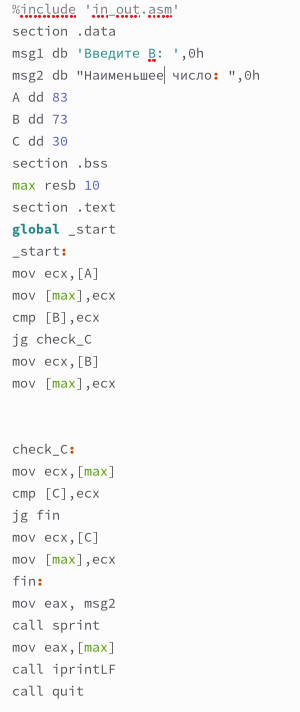 %include 'in_out.asm'
section .data
msg1 db 'Введите B: ',0h
msg2 db "Наименьшее число: ",0h
A dd 83
B dd 73
C dd 30
section .bss
max resb 10
section .text
global _start
_start:
mov ecx,[A]
mov [max],ecx
cmp [B],ecx
jg check_C
mov ecx,[B]
mov [max],ecx
check_C:
mov ecx,[max]
cmp [C],ecx
jg fin
mov ecx,[C]
mov [max],ecx
fin:
mov eax, msg2
call sprint
mov eax,[max]
call iprintLF
call quit